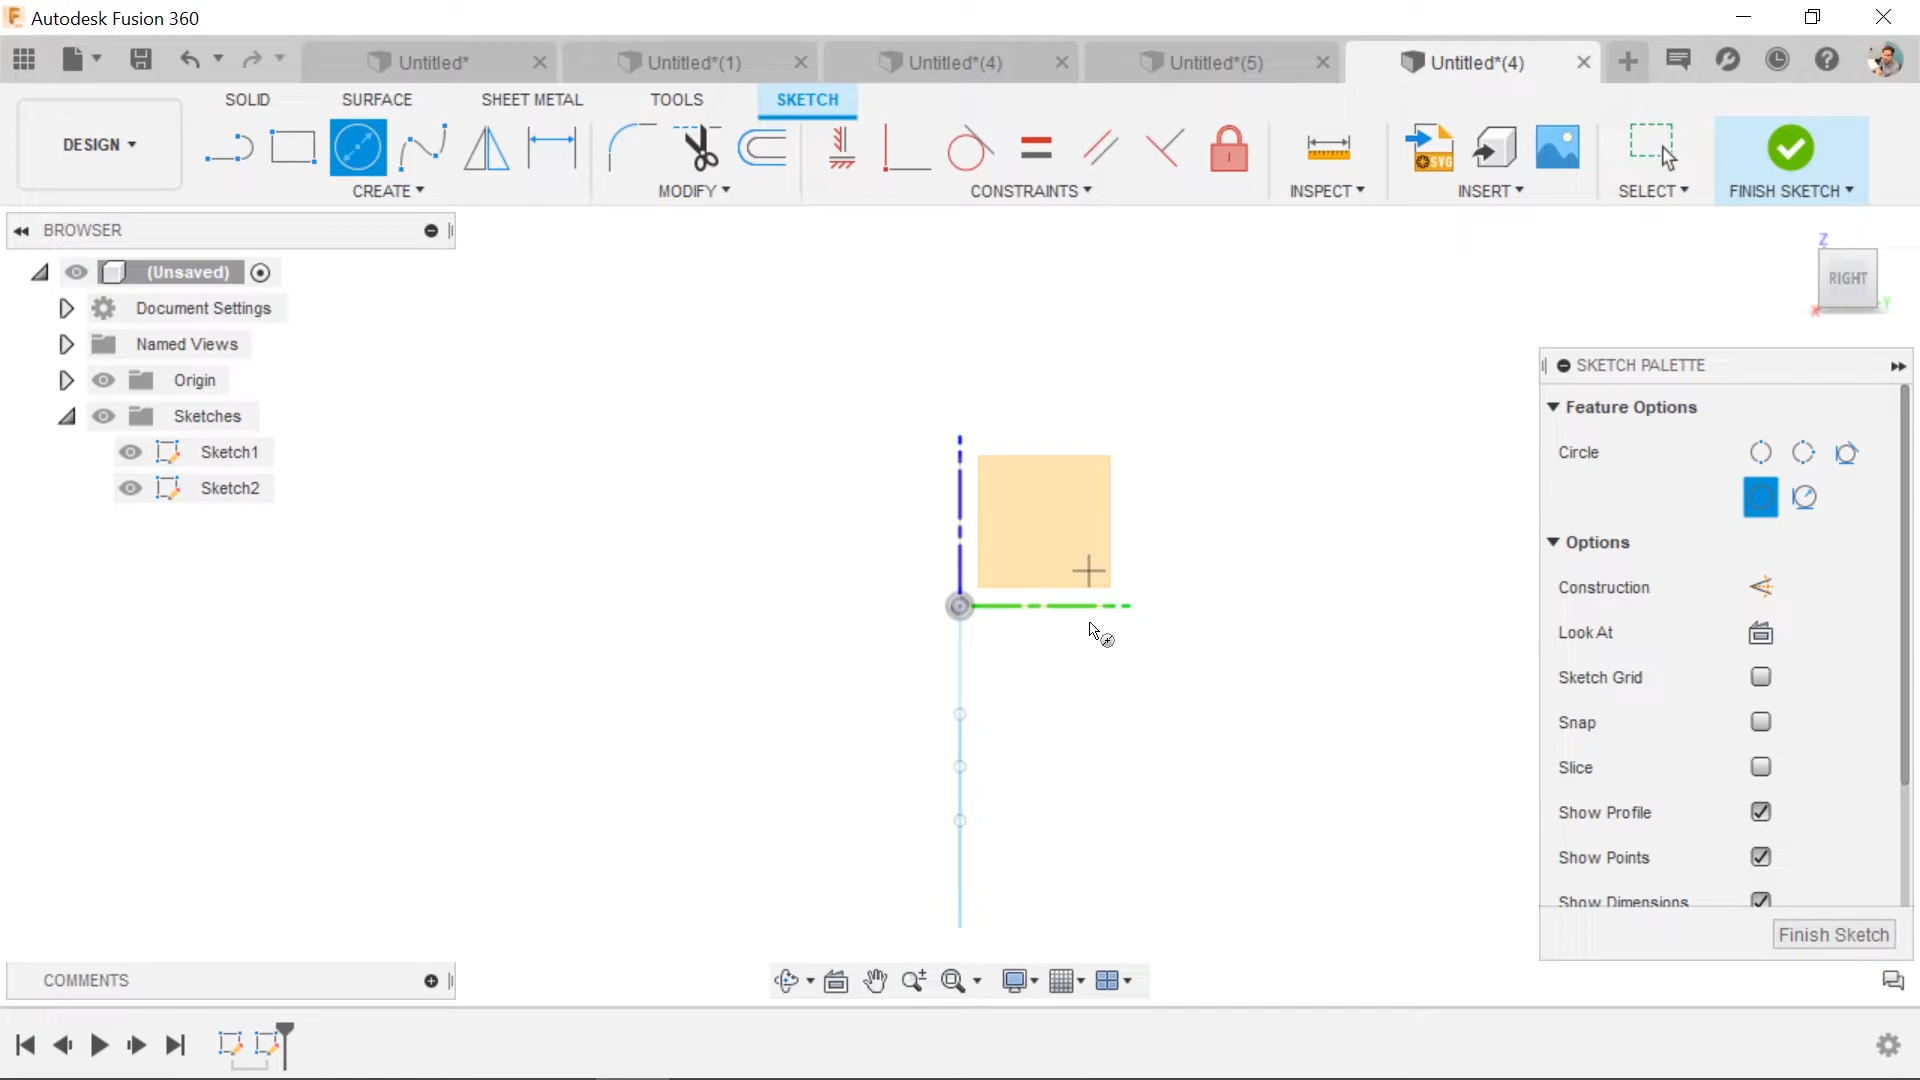 Autodesk Fusion 360
Untitled*
Untitled*(1)
Untitled*(4)
Untitled*(5)
Untitled*(4)
SOLID
SURFACE
SHEET METAL
TOOLS
SKETCH
DESIGN
CREATE
MODIFY
CONSTRAINTS
INSPECT
SVG
INSERT
SELECT
FINISH SKETCH
BROWSER
(Unsaved)
Document Settings
Named Views
Origin
Sketches
Sketch1
Sketch2
Z
RIGHT
X
Y
SKETCH PALETTE
Feature Options
Circle
Options
Construction
Look At
Sketch Grid
Snap
Slice
Show Profile
Show Points
Show Dimensions
Finish Sketch
COMMENTS